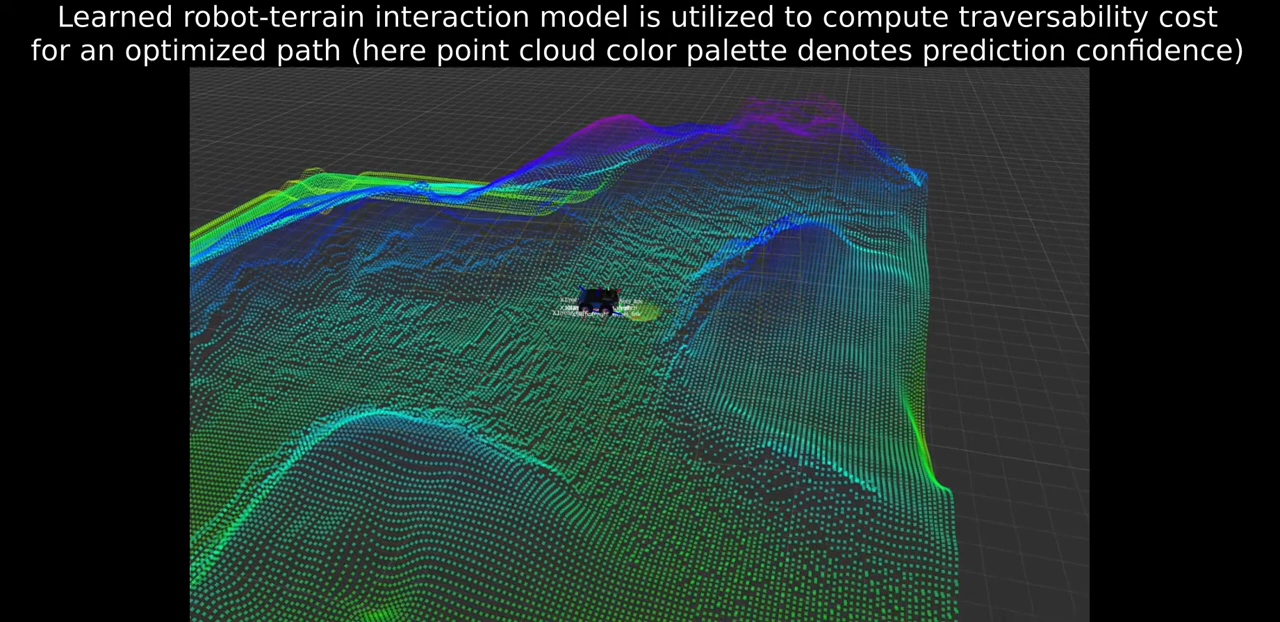 Learned robot-terrain interaction model is utilized to compute traversability cost
for an optimized path (here point cloud color palette denotes prediction confidence)